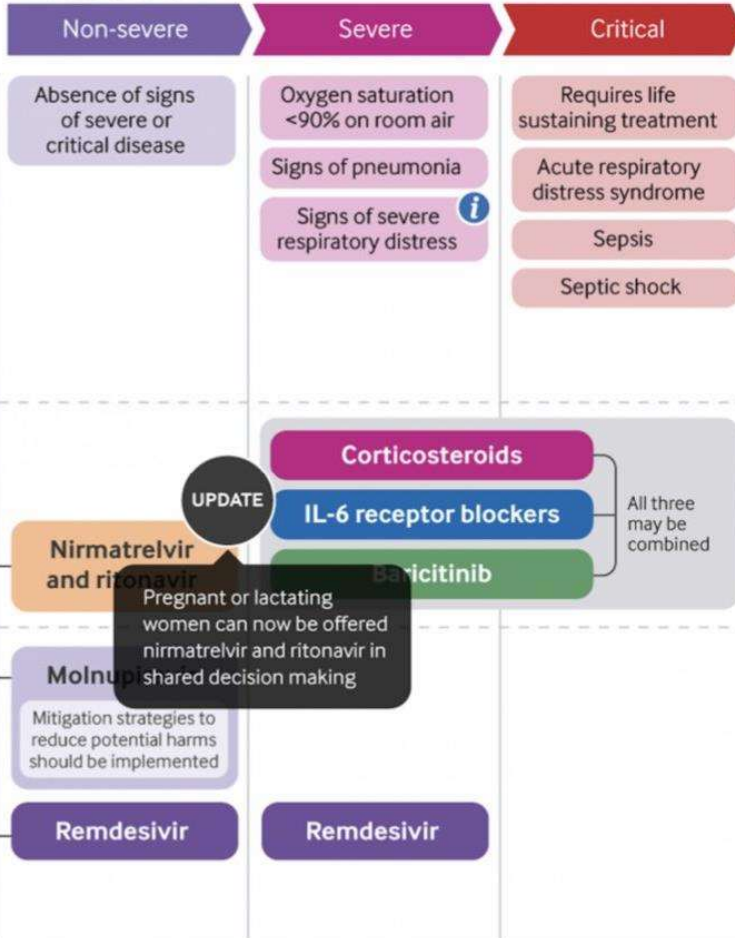 Non-severe
Severe
Critical
Absence of signs
of severe or
critical disease
Oxygen saturation
<90% on room air
Signs of pneumonia
Signs of severe
respiratory distress
i
Requires life
sustaining treatment
Acute respiratory
distress syndrome
Sepsis
Septic shock
Corticosteroids
IL-6 receptor blockers
Baricitinib
All three
may be
combined
UPDATE
Nirmatrelvir
and ritonavir
Pregnant or lactating
women can now be offered
nirmatrelvir and ritonavir in
shared decision making
Mitigation strategies to
reduce potential harms
should be implemented
Remdesivir
Remdesivir